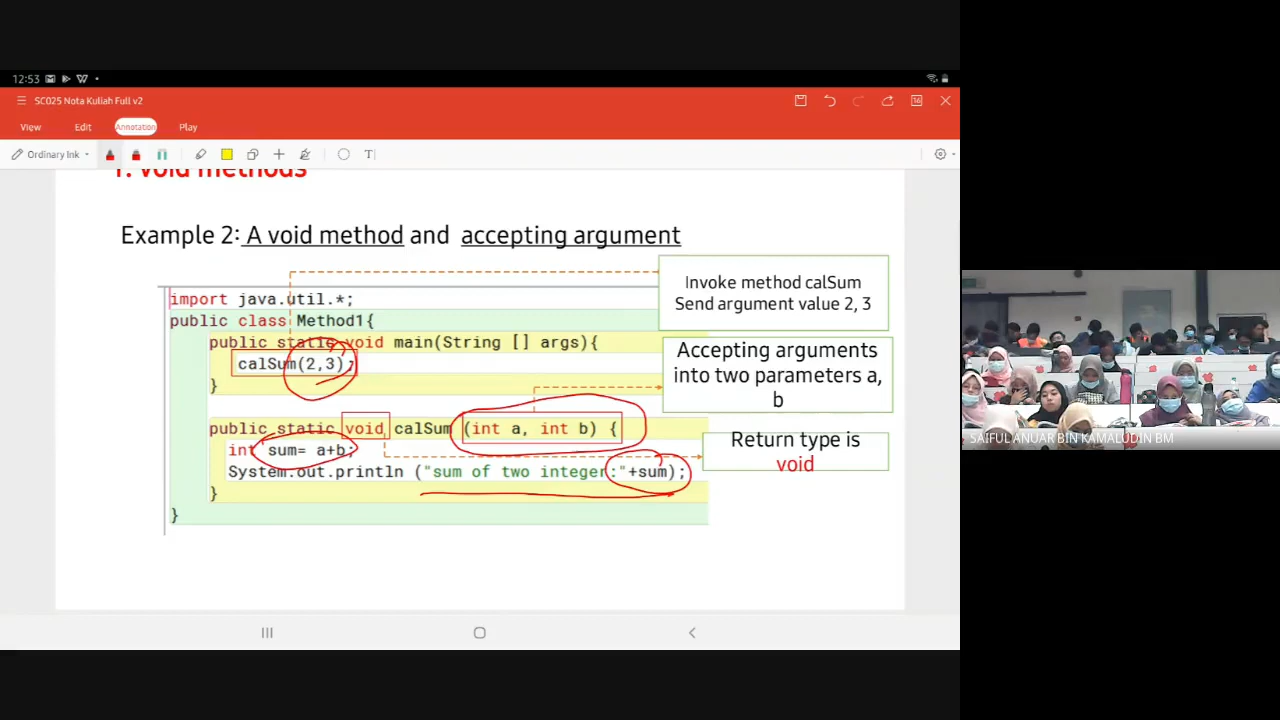 12:53
SC025 Nota Kuliah Full v2
16
View Edit Annotation Play
Ordinary Ink
T
1. Void methods
Example 2: A void method and accepting argument
Invoke method calSum
Send argument value 2, 3
import java.util.*;
public class Method1{
public static void main(String [] args){
calSum(2,3);
}
Accepting arguments
into two parameters a,
b
public static void calSum (int a, int b) {
int sum= a+b;
System.out.println ("sum of two integer:"+sum);
}
}
Return type is
void
SAIFUL ANUAR BIN KAMALUDIN BM